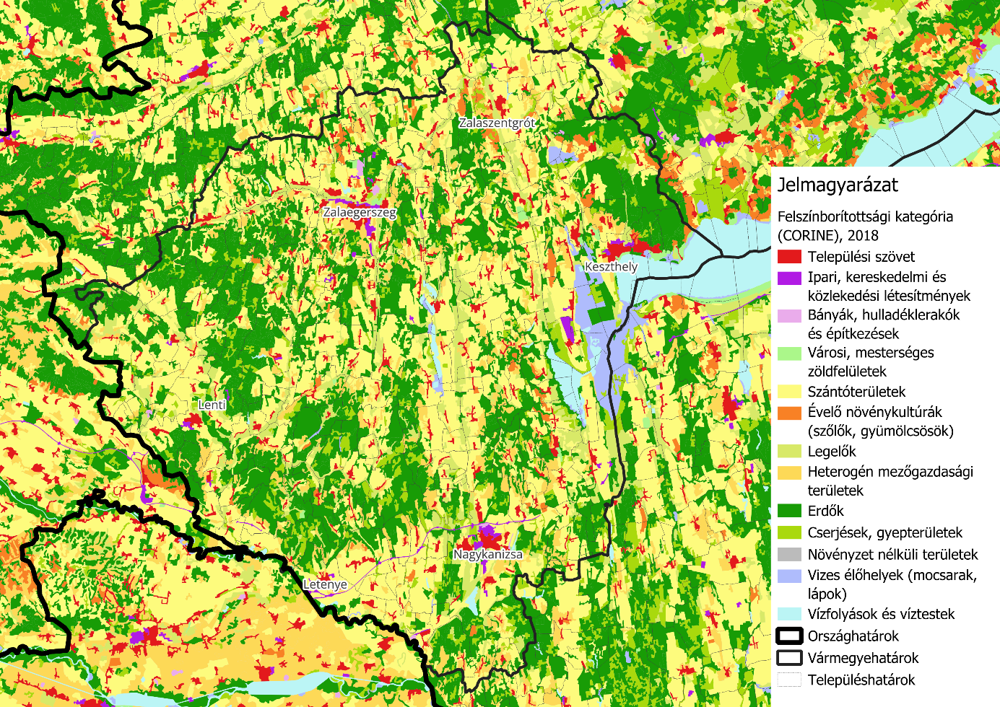 Zalaszentgrót
Zalaegerszeg
Keszthely
Lenti
Nagykanizsa
Letenye
Jelmagyarázat
Felszínborítottsági kategória
(CORINE), 2018
Települési szövet
Ipari, kereskedelmi és
közlekedési létesítmények
Bányák, hulladéklerakók
és építkezések
Városi, mesterséges
zöldfelületek
Szántóterületek
Évelő növénykultúrák
(szőlők, gyümölcsösök)
Legelők
Heterogén mezőgazdasági
területek
Erdők
Cserjések, gyepterületek
Növényzet nélküli területek
Vizes élőhelyek (mocsarak,
lápok)
Vízfolyások és víztestek
Országhatárok
Vármegyehatárok
Településhatárok